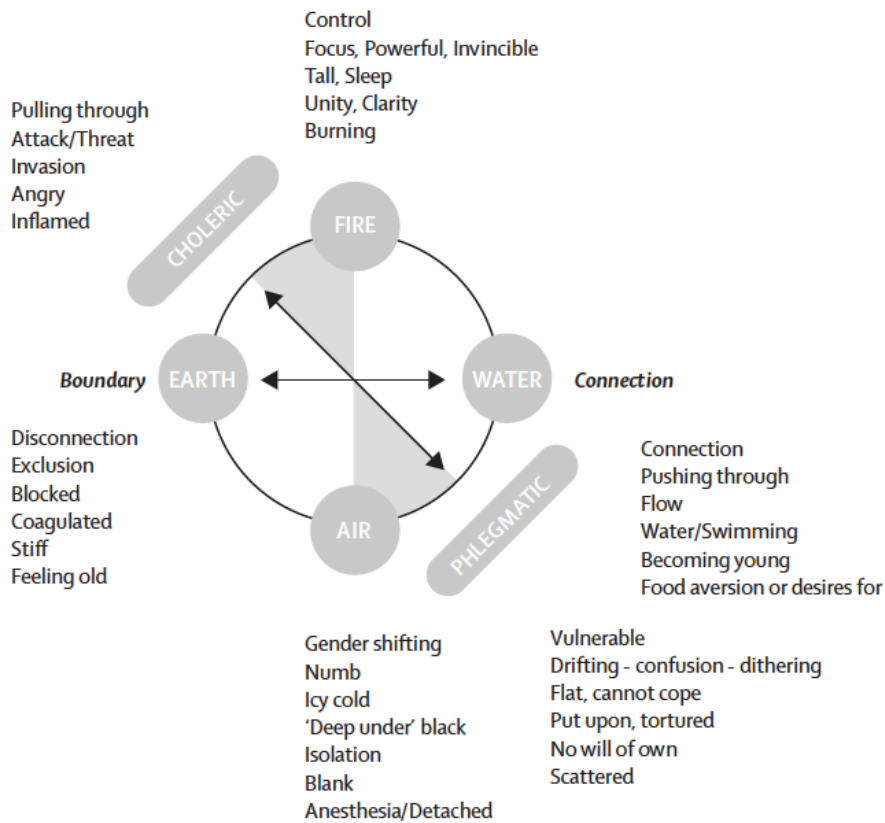 Control
Focus, Powerful, Invincible
Tall, Sleep
Unity, Clarity
Burning
Pulling through
Attack/Threat
Invasion
Angry
Inflamed
CHOLERIC
FIRE
Boundary
EARTH
WATER
Connection
Disconnection
Exclusion
Blocked
Coagulated
Stiff
Feeling old
AIR
PHLEGMATIC
Connection
Pushing through
Flow
Water/Swimming
Becoming young
Food aversion or desires for
Gender shifting
Numb
Icy cold
‘Deep under’ black
Isolation
Blank
Anesthesia/Detached
Vulnerable
Drifting - confusion - dithering
Flat, cannot cope
Put upon, tortured
No will of own
Scattered